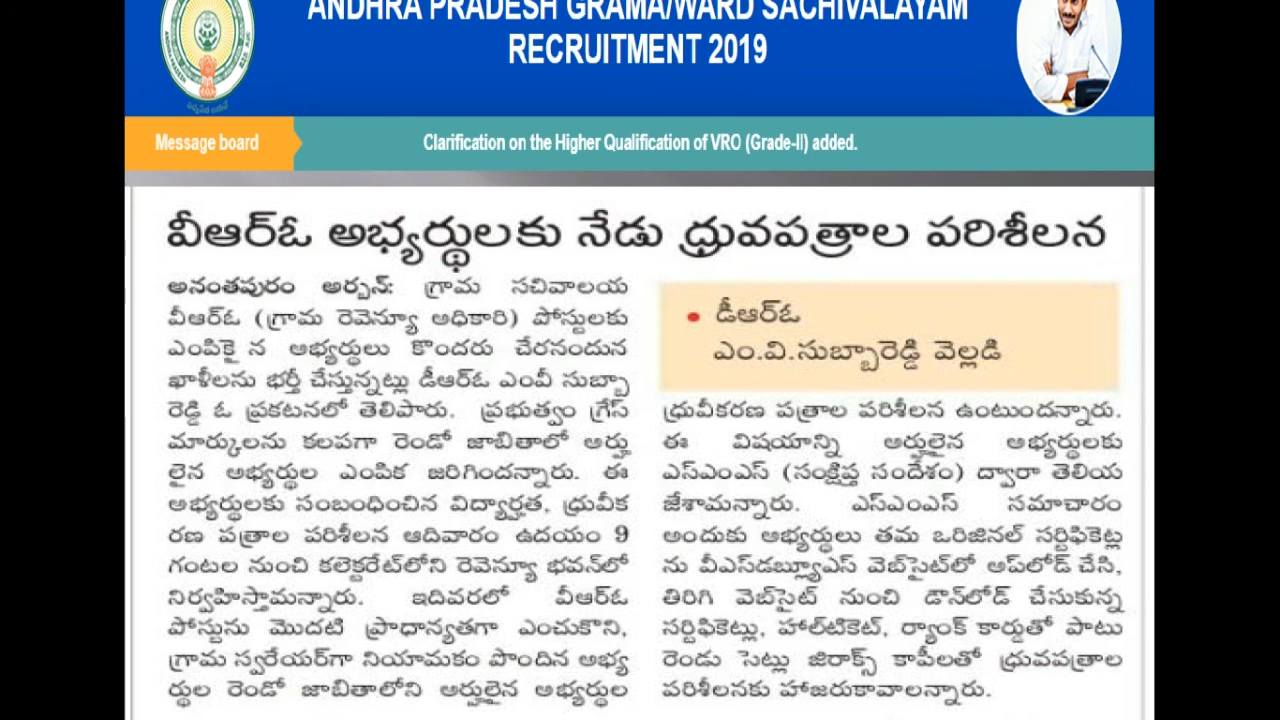 ANDHRA PRADESH GRAMA/WARD SACHIVALAYAM
RECRUITMENT 2019
Message board
Clarification on the Higher Qualification of VRO (Grade-II) added.
వీఆర్ఓ అభ్యర్థులకు నేడు ధ్రువపత్రాల పరిశీలన
అనంతపురం అర్బన్: గ్రామ సచివాలయ
వీఆర్ఓ (గ్రామ రెవెన్యూ అధికారి) పోస్టులకు
ఎంపికై న అభ్యర్థులు కొందరు చేరనందున
ఖాళీలను భర్తీ చేస్తున్నట్లు డీఆర్ఓ ఎంవీ సుబ్బా
రెడ్డి ఓ ప్రకటనలో తెలిపారు. ప్రభుత్వం గ్రేస్
మార్కులను కలపగా రెండో జాబితాలో అర్హు
లైన అభ్యర్థుల ఎంపిక జరిగిందన్నారు. ఈ
అభ్యర్థులకు సంబంధించిన విద్యార్హత, ధ్రువీక
రణ పత్రాల పరిశీలన ఆదివారం ఉదయం 9
గంటల నుంచి కలెక్టరేట్‌లోని రెవెన్యూ భవన్‌లో
నిర్వహిస్తామన్నారు. ఇదివరలో వీఆర్ఓ
పోస్టును మొదటి ప్రాధాన్యతగా ఎంచుకొని,
గ్రామ స్వరేయర్‌గా నియామకం పొందిన అభ్య
ర్థుల రెండో జాబితాలోని అర్హులైన అభ్యర్థుల
• డీఆర్ఓ
ఎం.వి.సుబ్బారెడ్డి వెల్లడి
ధ్రువీకరణ పత్రాల పరిశీలన ఉంటుందన్నారు.
ఈ విషయాన్ని అర్హులైన అభ్యర్థులకు
ఎస్ఎంఎస్ (సంక్షిప్త సందేశం) ద్వారా తెలియ
జేశామన్నారు. ఎస్ఎంఎస్ సమాచారం
అందుకు అభ్యర్థులు తమ ఒరిజినల్ సర్టిఫికెట్ల
ను వీఎస్‌డబ్ల్యూఎస్ వెబ్‌సైట్‌లో అప్‌లోడ్ చేసి,
తిరిగి వెబ్‌సైట్ నుంచి డౌన్‌లోడ్ చేసుకున్న
సర్టిఫికెట్లు, హాల్‌టికెట్, ర్యాంక్ కార్డుతో పాటు
రెండు సెట్లు జిరాక్స్ కాపీలతో ధ్రువపత్రాల
పరిశీలనకు హాజరుకావాలన్నారు.